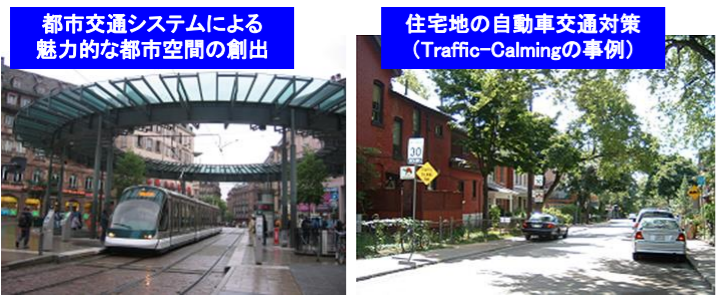 都市交通システムによる
魅力的な都市空間の創出
住宅地の自動車交通対策
（Traffic-Calmingの事例）
30